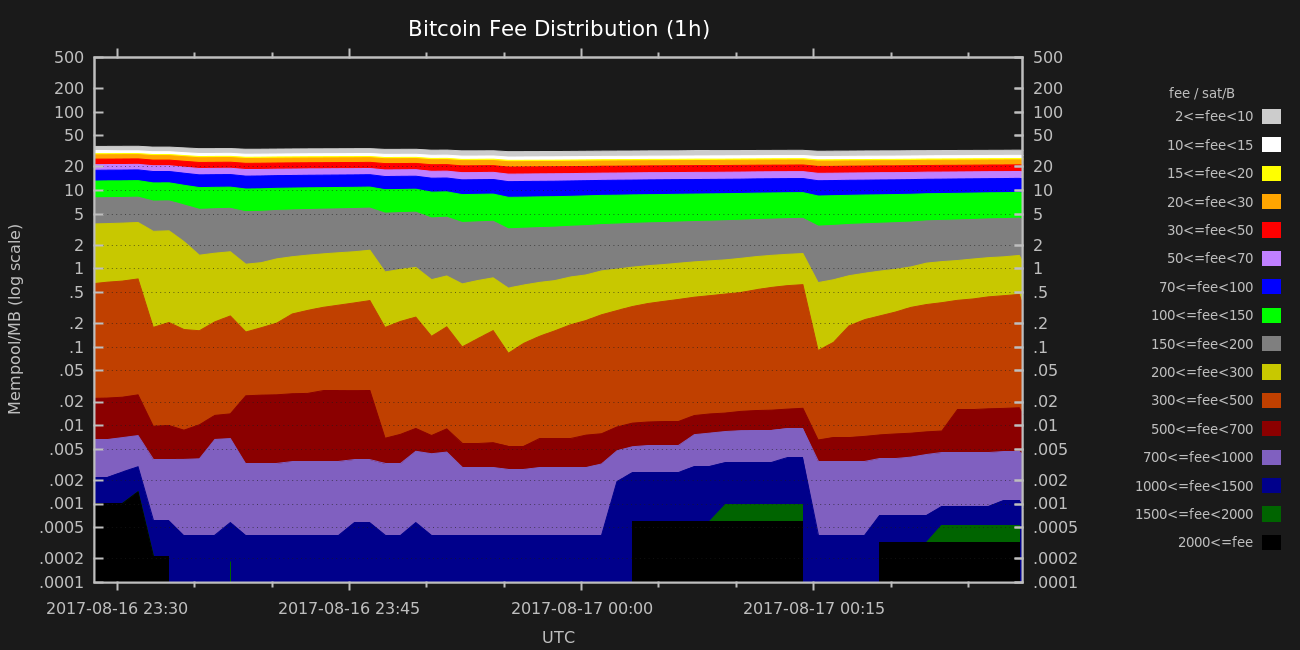 Bitcoin Fee Distribution (1h)
500 500
200 200
100 100
50 50
20 20
10 10
5 5
2 2
1 1
.5 .5
.2 .2
.1 .1
.05 .05
.02 .02
.01 .01
.005 .005
.002 .002
.001 .001
.0005 .0005
.0002 .0002
.0001 .0001
Mempool/MB (log scale)
2017-08-16 23:30 2017-08-16 23:45 2017-08-17 00:00 2017-08-17 00:15
UTC
fee / sat/B
2<=fee<10
10<=fee<15
15<=fee<20
20<=fee<30
30<=fee<50
50<=fee<70
70<=fee<100
100<=fee<150
150<=fee<200
200<=fee<300
300<=fee<500
500<=fee<700
700<=fee<1000
1000<=fee<1500
1500<=fee<2000
2000<=fee